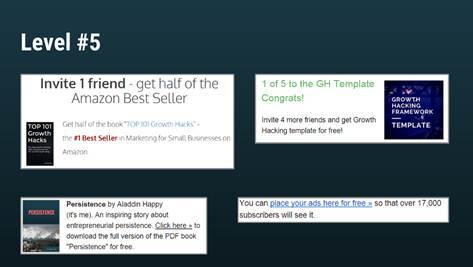 Level #5
Invite 1 friend - get half of the
Amazon Best Seller
TOP 101
Growth
Hacks
Get half of the book "TOP 101 Growth Hacks" -
the #1 Best Seller in Marketing for Small Businesses on
Amazon
1 of 5 to the GH Template
Congrats!
Invite 4 more friends and get Growth
Hacking template for free!
GROWTH
HACKING
FRAMEWORK
TEMPLATE
PERSISTENCE
Persistence by Aladdin Happy
(it's me). An inspiring story about
entrepreneurial persistence. Click here » to
download the full version of the PDF book
"Persistence" for free.
You can place your ads here for free » so that over 17,000
subscribers will see it.